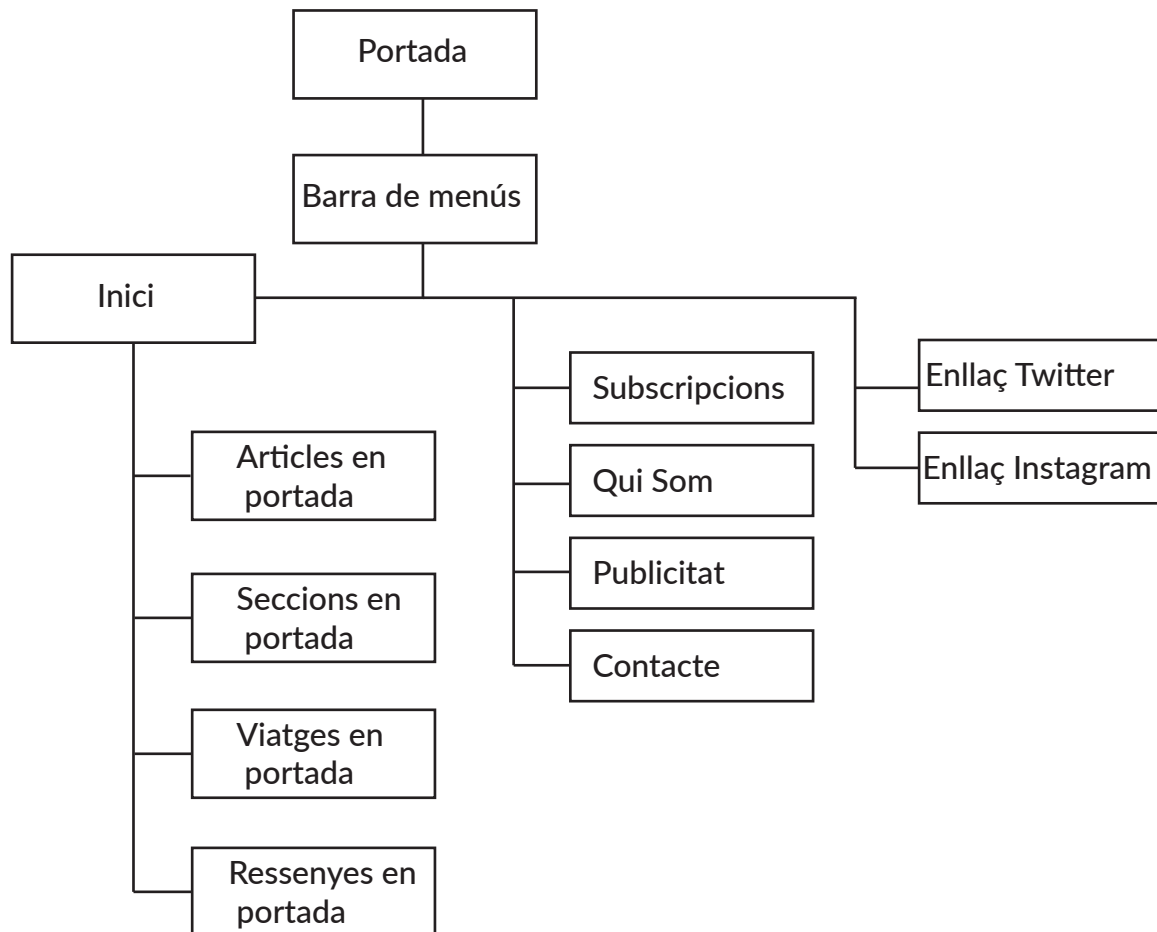 Portada
Barra de menús
Inici
Articles en
portada
Seccions en
portada
Viatges en
portada
Ressenyes en
portada
Subscripcions
Qui Som
Publicitat
Contacte
Enllaç Twitter
Enllaç Instagram